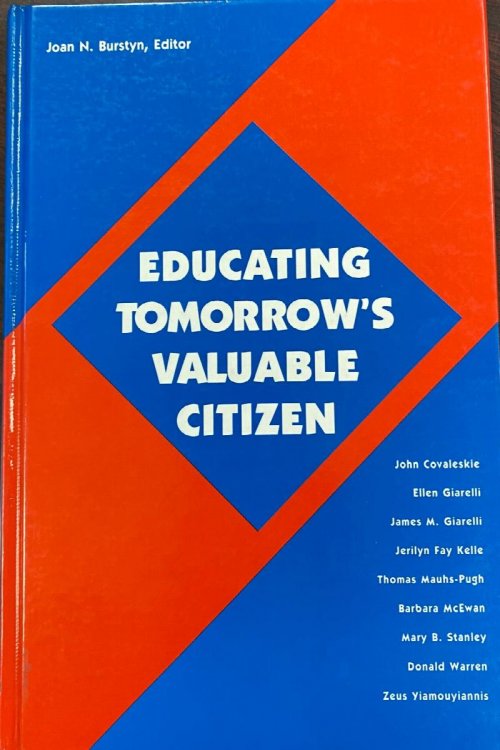 Joan N. Burstyn, Editor
EDUCATING
TOMORROW'S
VALUABLE
CITIZEN
John Covaleskie
Ellen Giarelli
James M. Giarelli
Jerilyn Fay Kelle
Thomas Mauhs-Pugh
Barbara McEwan
Mary B. Stanley
Donald Warren
Zeus Yiamouyiannis